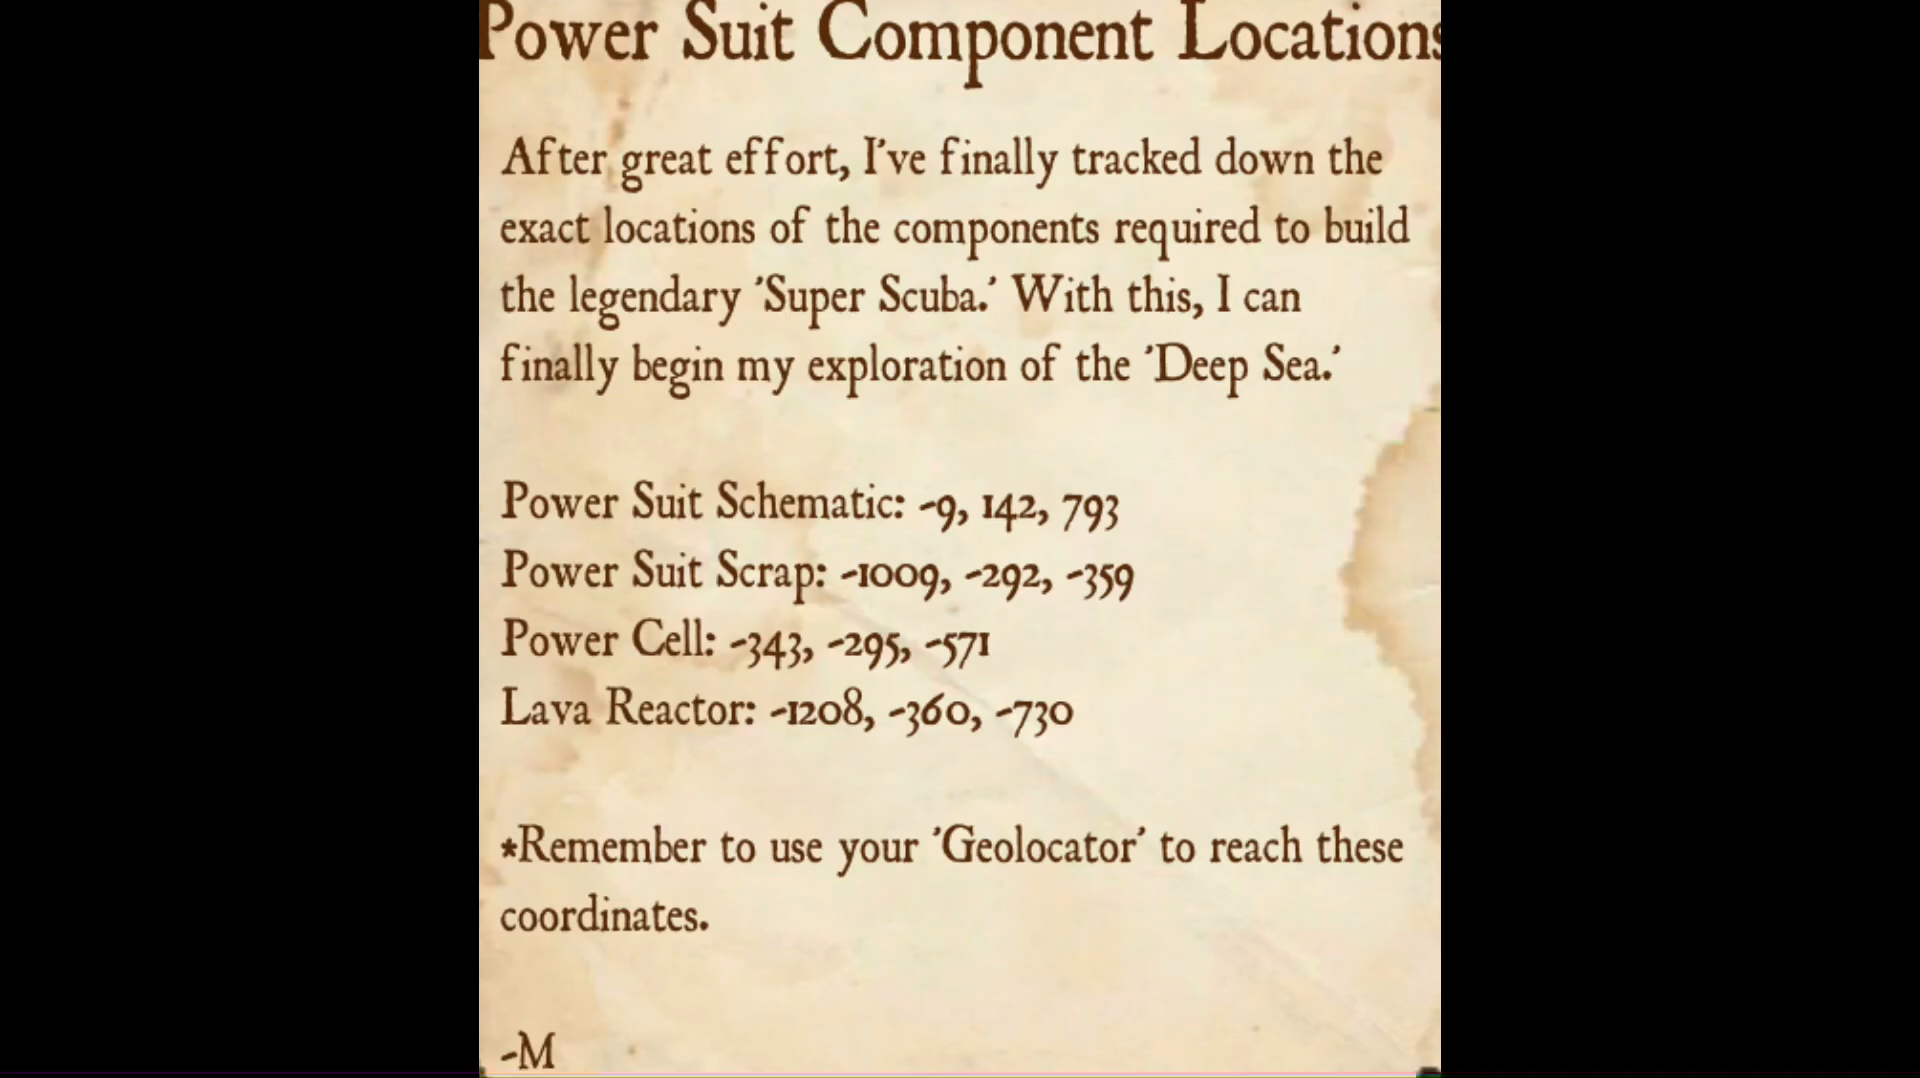 Power Suit Component Locations
After great effort, I've finally tracked down the
exact locations of the components required to build
the legendary 'Super Scuba.' With this, I can
finally begin my exploration of the 'Deep Sea.'
Power Suit Schematic: -9, 142, 793
Power Suit Scrap: -1009, -292, -359
Power Cell: -343, -295, -571
Lava Reactor: -1208, -360, -730
*Remember to use your 'Geolocator' to reach these
coordinates.
-M